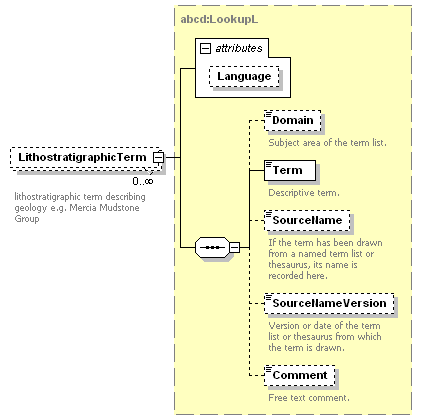 abcd:LookupL
attributes
Language
LithostratigraphicTerm
0..∞
lithostratigraphic term describing
geology e.g. Mercia Mudstone
Group
Domain
Subject area of the term list.
Term
Descriptive term.
SourceName
If the term has been drawn
from a named term list or
thesaurus, its name is
recorded here.
SourceNameVersion
Version or date of the term
list or thesaurus from which
the term is drawn.
Comment
Free text comment.